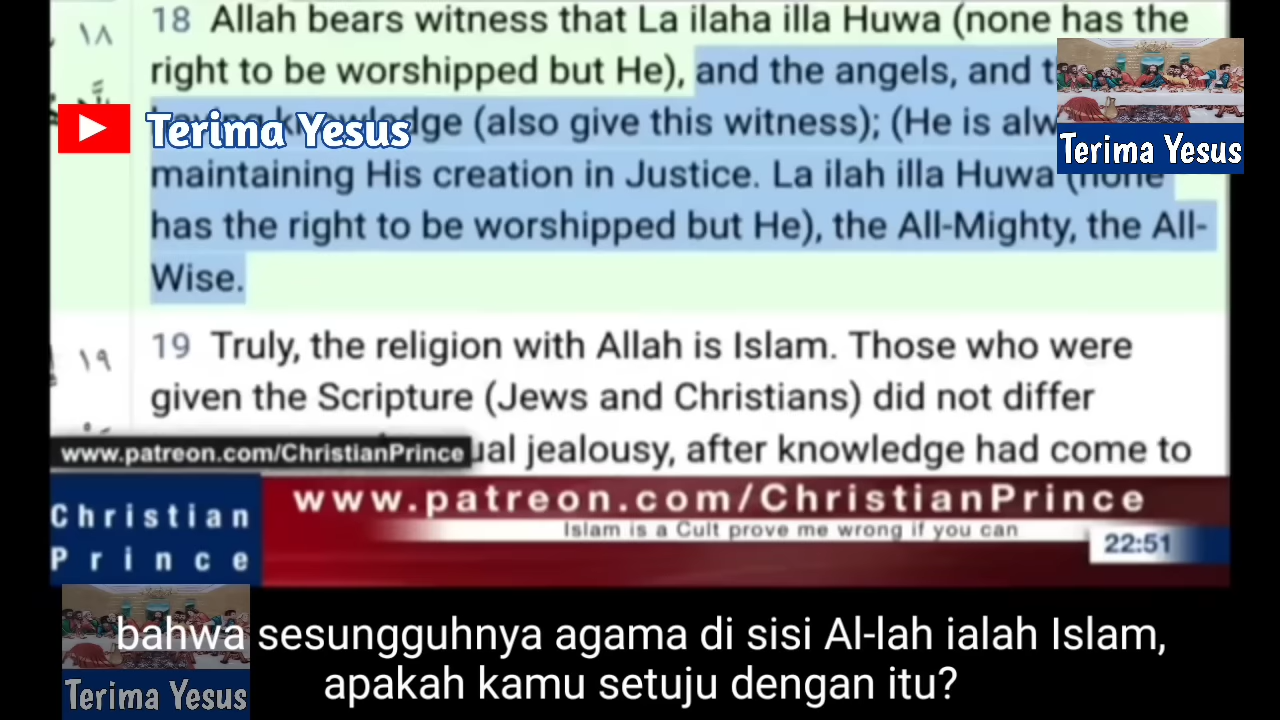 18 Allah bears witness that La ilaha illa Huwa (none has the
right to be worshipped but He), and the angels, and
(also give this witness); (He is
maintaining His creation in Justice. La ilah illa Huwa (none
has the right to be worshipped but He), the All-Mighty, the All-
Wise.
١٨
Terima Yesus
Terima Yesus
19 Truly, the religion with Allah is Islam. Those who were
given the Scripture (Jews and Christians) did not differ
jealousy, after knowledge had come to
١٩
www.patreon.com/ChristianPrince
www.patreon.com/ChristianPrince
Islam is a Cult prove me wrong if you can
Christian
Prince
22:51
bahwa sesungguhnya agama di sisi Al-lah ialah Islam,
apakah kamu setuju dengan itu?
Terima Yesus